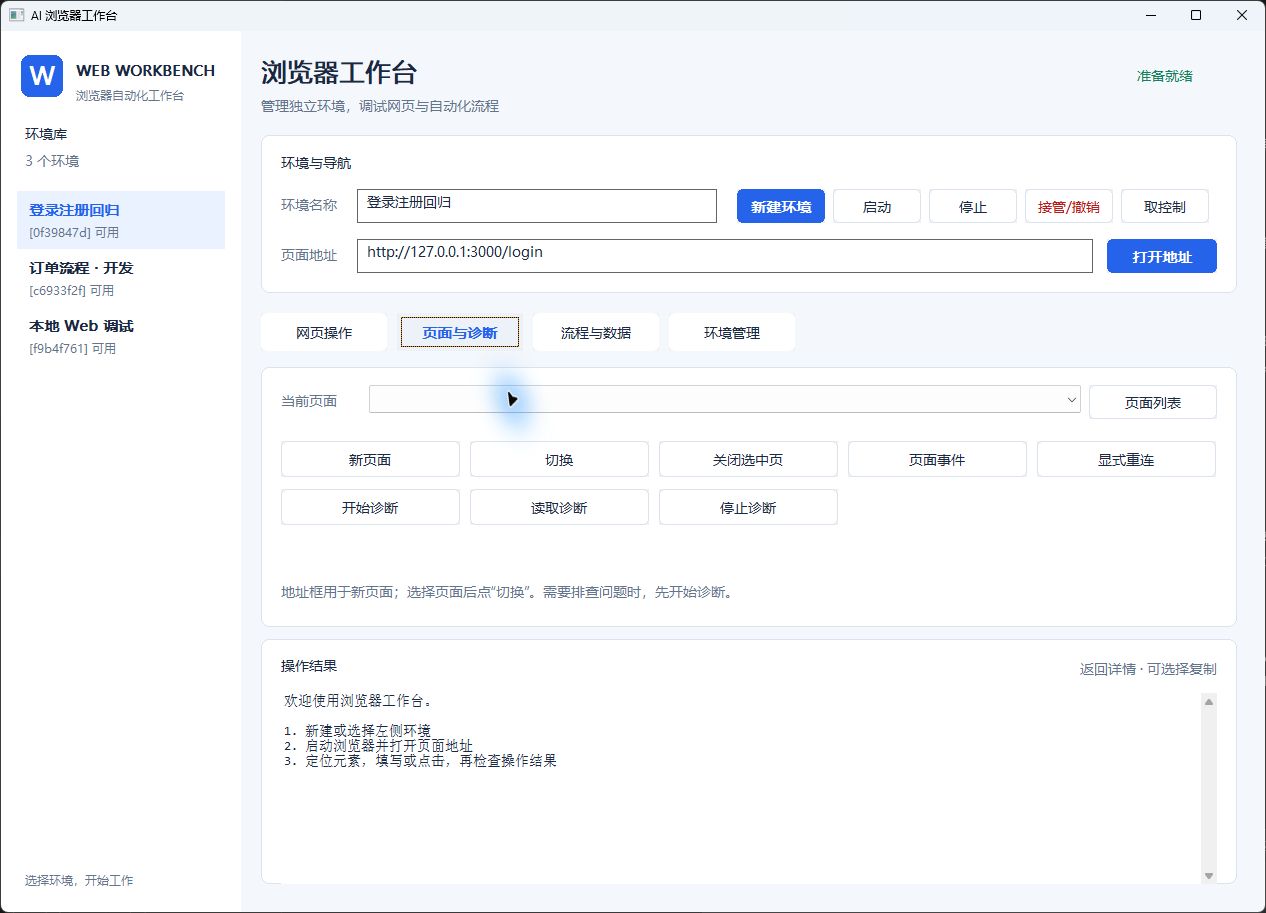 AI 浏览器工作台
W
WEB WORKBENCH
浏览器自动化工作台
环境库
3 个环境
登录注册回归
[0f39847d] 可用
订单流程 · 开发
[c6933f2f] 可用
本地 Web 调试
[f9b4f761] 可用
选择环境，开始工作
浏览器工作台
准备就绪
管理独立环境，调试网页与自动化流程
环境与导航
环境名称 登录注册回归 新建环境 启动 停止 接管/撤销 取控制
页面地址 http://127.0.0.1:3000/login 打开地址
网页操作 页面与诊断 流程与数据 环境管理
当前页面 页面列表
新页面 切换 关闭选中页 页面事件 显式重连
开始诊断 读取诊断 停止诊断
地址框用于新页面；选择页面后点“切换”。需要排查问题时，先开始诊断。
操作结果 返回详情 · 可选择复制
欢迎使用浏览器工作台。
1. 新建或选择左侧环境
2. 启动浏览器并打开页面地址
3. 定位元素，填写或点击，再检查操作结果